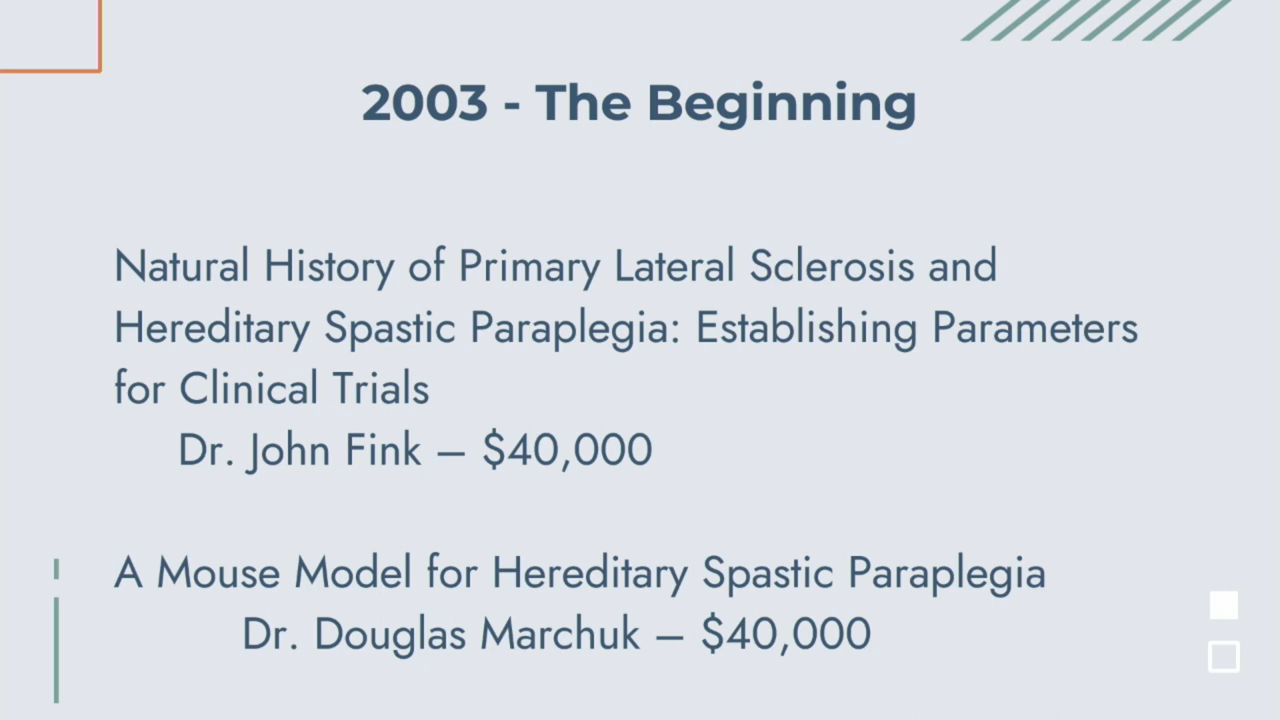 2003 - The Beginning
Natural History of Primary Lateral Sclerosis and
Hereditary Spastic Paraplegia: Establishing Parameters
for Clinical Trials
Dr. John Fink – $40,000
A Mouse Model for Hereditary Spastic Paraplegia
Dr. Douglas Marchuk – $40,000